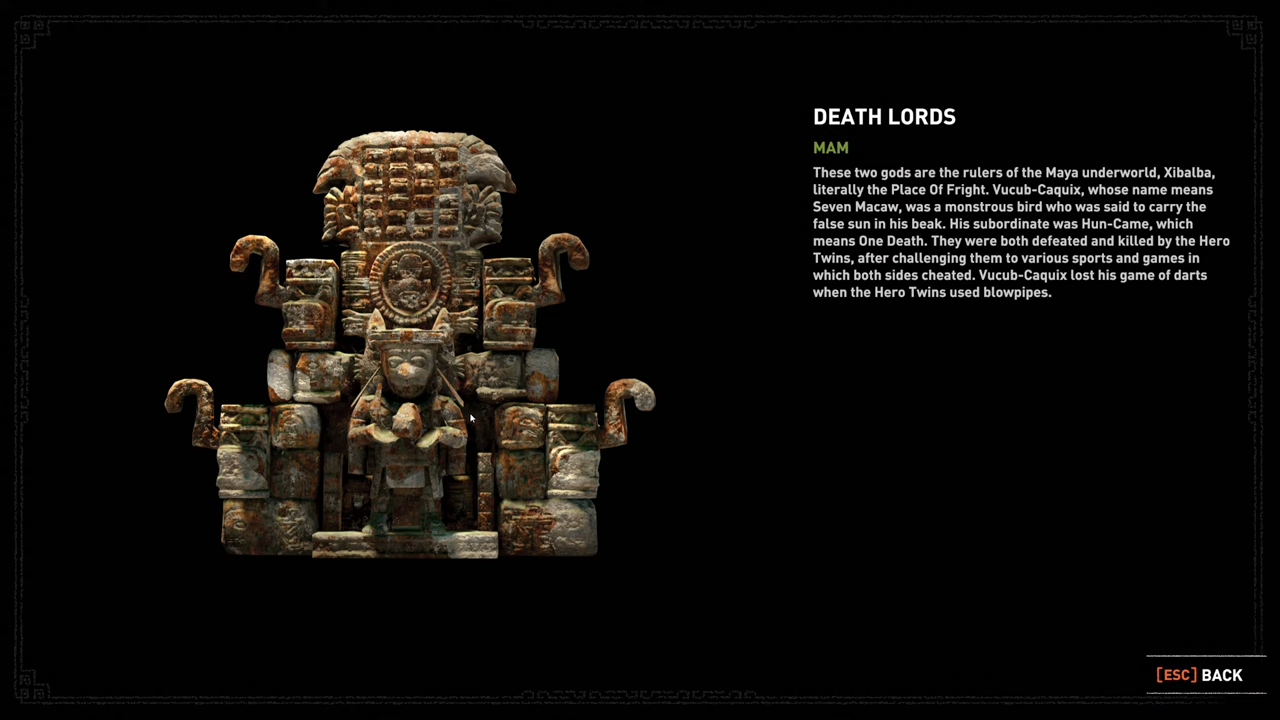 DEATH LORDS
MAM
These two gods are the rulers of the Maya underworld, Xibalba,
literally the Place Of Fright. Vucub-Caquix, whose name means
Seven Macaw, was a monstrous bird who was said to carry the
false sun in his beak. His subordinate was Hun-Came, which
means One Death. They were both defeated and killed by the Hero
Twins, after challenging them to various sports and games in
which both sides cheated. Vucub-Caquix lost his game of darts
when the Hero Twins used blowpipes.
[ESC] BACK